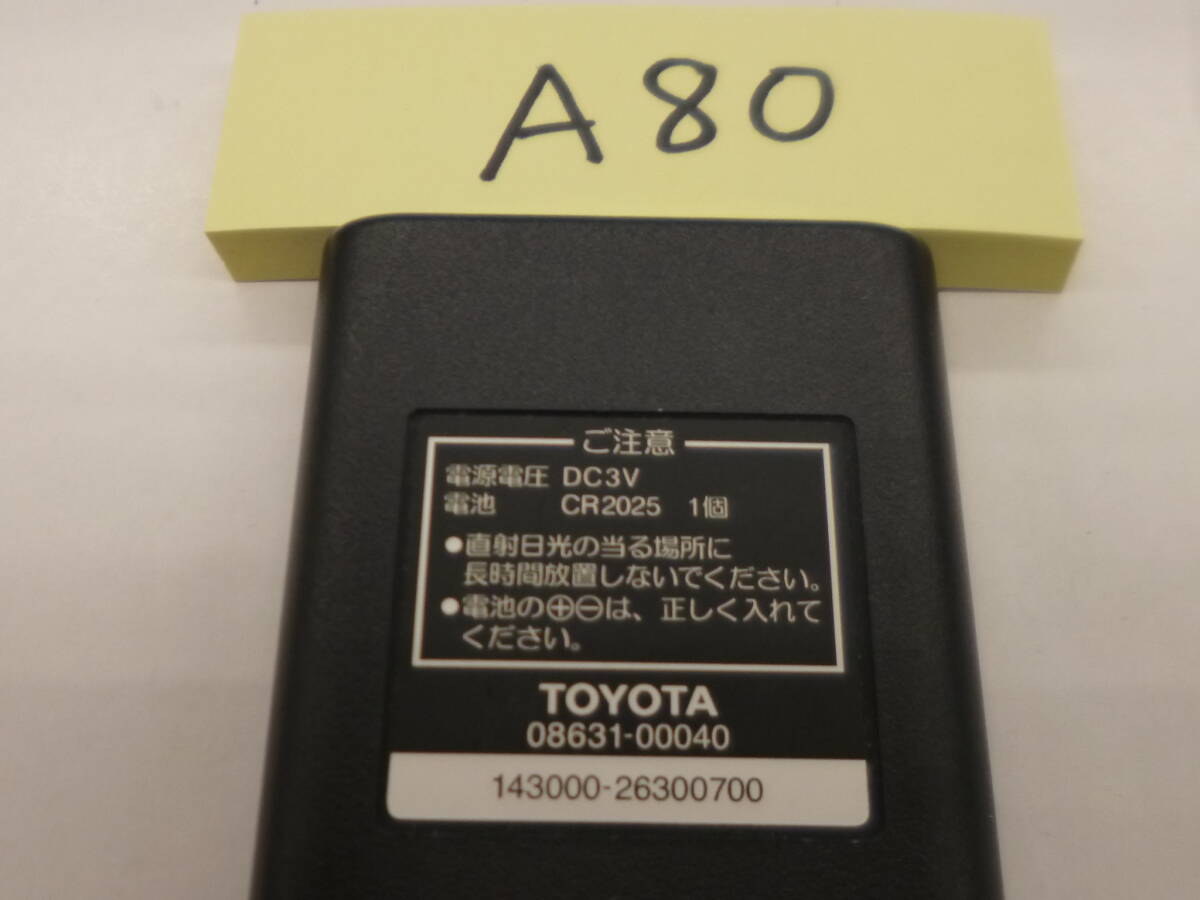 A80
ご注意
電源電圧 DC3V
電池 CR2025 1個
●直射日光の当る場所に
長時間放置しないでください。
●電池の⊕⊖は、正しく入れて
ください。
TOYOTA
08631-00040
143000-26300700